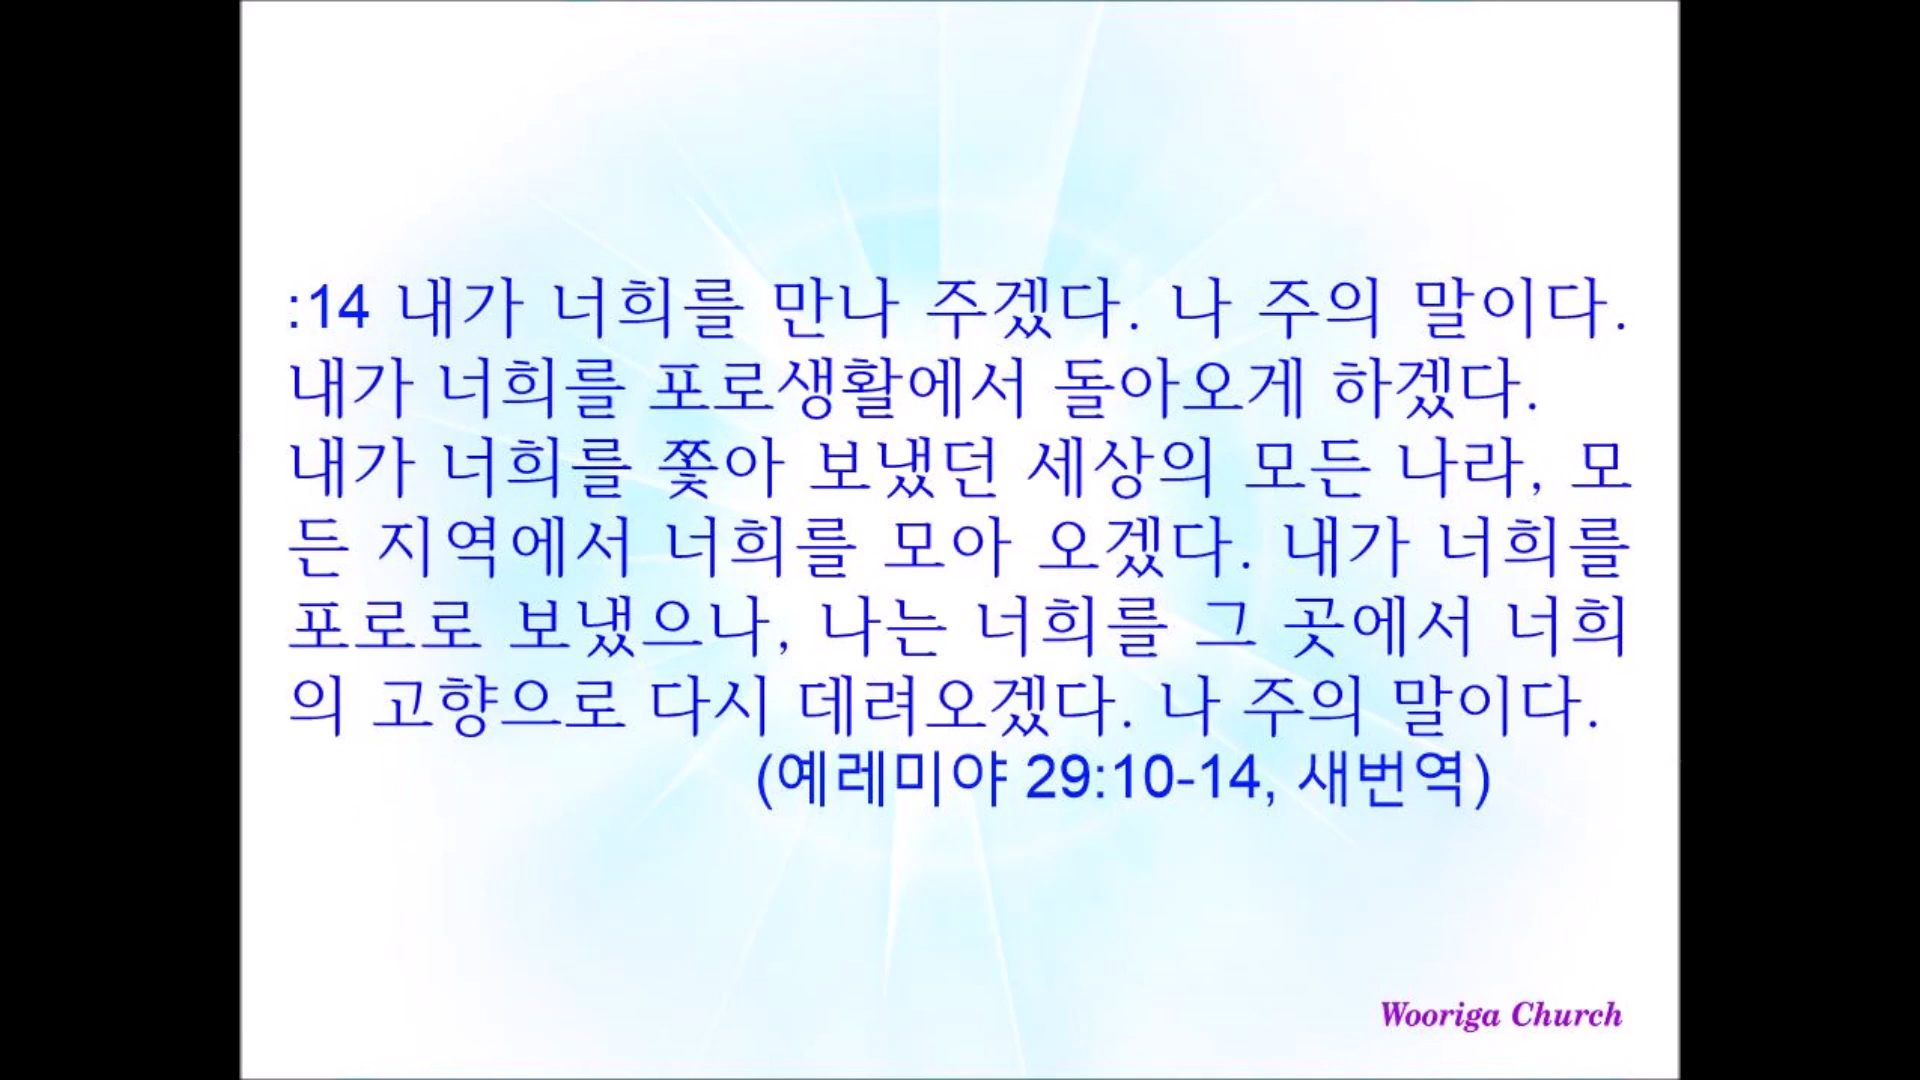 :14 내가 너희를 만나 주겠다. 나 주의 말이다.
내가 너희를 포로생활에서 돌아오게 하겠다.
내가 너희를 쫓아 보냈던 세상의 모든 나라, 모
든 지역에서 너희를 모아 오겠다. 내가 너희를
포로로 보냈으나, 나는 너희를 그 곳에서 너희
의 고향으로 다시 데려오겠다. 나 주의 말이다.
(예레미야 29:10-14, 새번역)
Wooriga Church